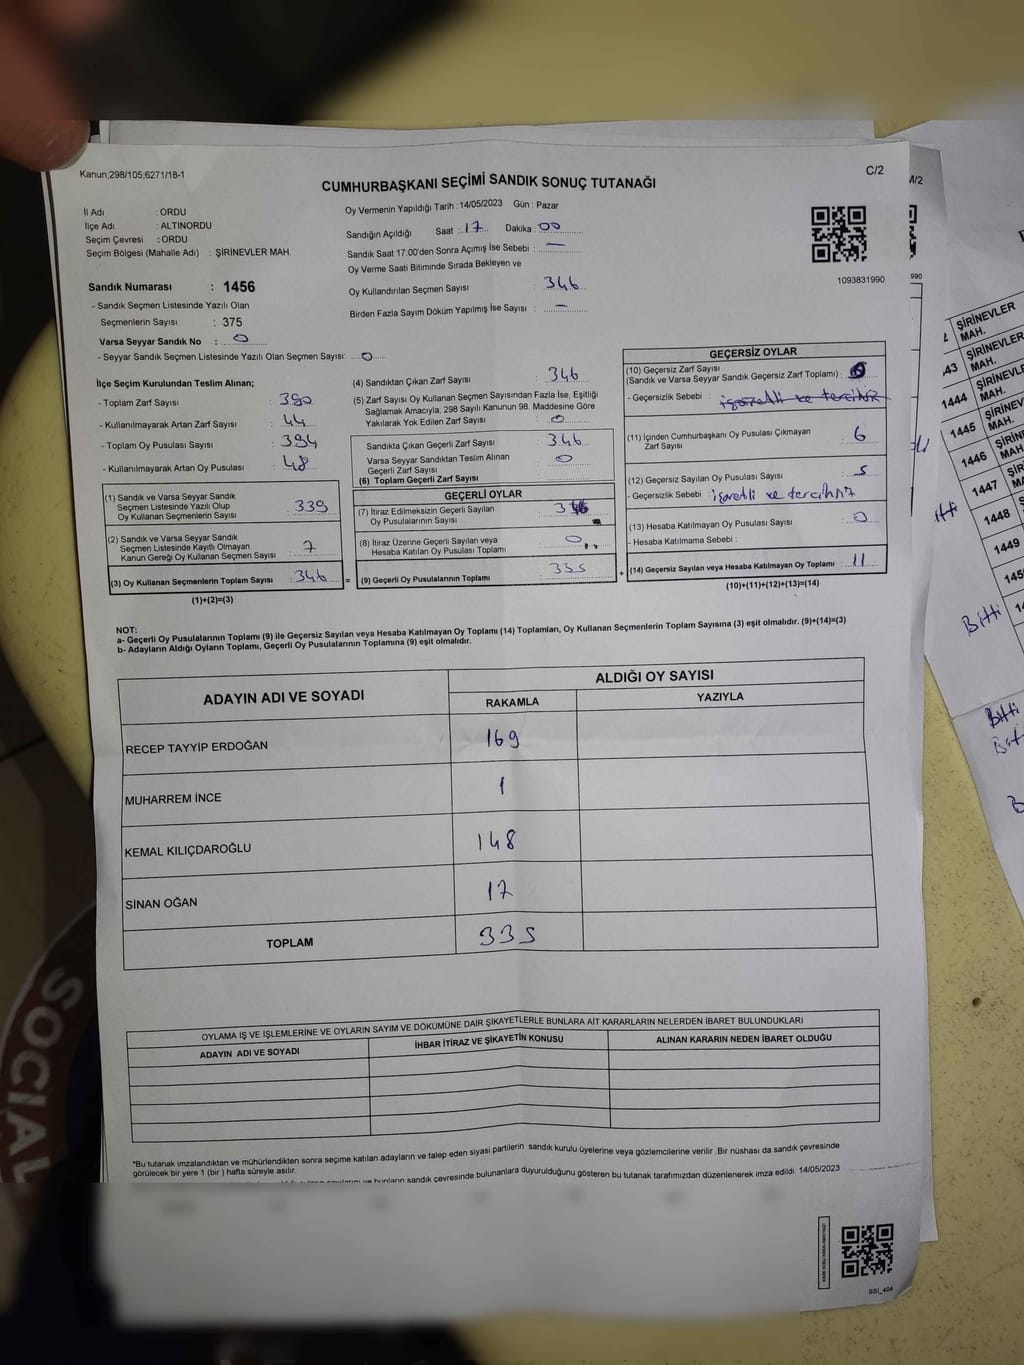 Kanun;298/105;6271/18-1
C/2
CUMHURBAŞKANI SEÇİMİ SANDIK SONUÇ TUTANAĞI
İl Adı : ORDU
İlçe Adı : ALTINORDU
Seçim Çevresi : ORDU
Seçim Bölgesi (Mahalle Adı) : ŞİRİNEVLER MAH.
Oy Vermenin Yapıldığı Tarih : 14/05/2023 Gün : Pazar
Sandığın Açıldığı Saat : 17 Dakika : 00
Sandık Saat 17:00'den Sonra Açımış İse Sebebi : —
Oy Verme Saati Bitiminde Sırada Bekleyen ve
Oy Kullandırılan Seçmen Sayısı : 346
Birden Fazla Sayım Döküm Yapılmış İse Sayısı : —
1093831990
Sandık Numarası : 1456
- Sandık Seçmen Listesinde Yazılı Olan
Seçmenlerin Sayısı : 375
Varsa Seyyar Sandık No : 0
- Seyyar Sandık Seçmen Listesinde Yazılı Olan Seçmen Sayısı: 0
İlçe Seçim Kurulundan Teslim Alınan;
- Toplam Zarf Sayısı : 390
- Kullanılmayarak Artan Zarf Sayısı : 44
- Toplam Oy Pusulası Sayısı : 394
- Kullanılmayarak Artan Oy Pusulası : 48
(1) Sandık ve Varsa Seyyar Sandık
Seçmen Listesinde Yazılı Olup
Oy Kullanan Seçmenlerin Sayısı : 339
(2) Sandık ve Varsa Seyyar Sandık
Seçmen Listesinde Kayıtlı Olmayan
Kanun Gereği Oy Kullanan Seçmen Sayısı : 7
(3) Oy Kullanan Seçmenlerin Toplam Sayısı : 346 =
(1)+(2)=(3)
(4) Sandıktan Çıkan Zarf Sayısı : 346
(5) Zarf Sayısı Oy Kullanan Seçmen Sayısından Fazla İse, Eşitliği
Sağlamak Amacıyla, 298 Sayılı Kanunun 98. Maddesine Göre
Yakılarak Yok Edilen Zarf Sayısı : 0
Sandıkta Çıkan Geçerli Zarf Sayısı : 346
Varsa Seyyar Sandıktan Teslim Alınan
Geçerli Zarf Sayısı : 0
(6) Toplam Geçerli Zarf Sayısı :
GEÇERLİ OYLAR
(7) İtiraz Edilmeksizin Geçerli Sayılan
Oy Pusulalarının Sayısı :
(8) İtiraz Üzerine Geçerli Sayılan veya
Hesaba Katılan Oy Pusulası Toplamı : 0
(9) Geçerli Oy Pusulalarının Toplamı : 335 +
GEÇERSİZ OYLAR
(10) Geçersiz Zarf Sayısı
(Sandık ve Varsa Seyyar Sandık Geçersiz Zarf Toplamı) : 0
- Geçersizlik Sebebi :
(11) İçinden Cumhurbaşkanı Oy Pusulası Çıkmayan
Zarf Sayısı : 6
(12) Geçersiz Sayılan Oy Pusulası Sayısı : 5
- Geçersizlik Sebebi : işaretli ve tercihsiz
(13) Hesaba Katılmayan Oy Pusulası Sayısı : 0
- Hesaba Katılmama Sebebi :
(14) Geçersiz Sayılan veya Hesaba Katılmayan Oy Toplamı : 11
(10)+(11)+(12)+(13)=(14)
NOT:
a- Geçerli Oy Pusulalarının Toplamı (9) ile Geçersiz Sayılan veya Hesaba Katılmayan Oy Toplamı (14) Toplamları, Oy Kullanan Seçmenlerin Toplam Sayısına (3) eşit olmalıdır. (9)+(14)=(3)
b- Adayların Aldığı Oyların Toplamı, Geçerli Oy Pusulalarının Toplamına (9) eşit olmalıdır.
ADAYIN ADI VE SOYADI
ALDIĞI OY SAYISI
RAKAMLA YAZIYLA
RECEP TAYYİP ERDOĞAN 169
MUHARREM İNCE 1
KEMAL KILIÇDAROĞLU 148
SİNAN OĞAN 17
TOPLAM 335
OYLAMA İŞ VE İŞLEMLERİNE VE OYLARIN SAYIM VE DÖKÜMÜNE DAİR ŞİKAYETLERLE BUNLARA AİT KARARLARIN NELERDEN İBARET BULUNDUKLARI
ADAYIN ADI VE SOYADI İHBAR İTİRAZ VE ŞİKAYETİN KONUSU ALINAN KARARIN NEDEN İBARET OLDUĞU
*Bu tutanak imzalandıktan ve mühürlendikten sonra seçime katılan adayların ve talep eden siyasi partilerin sandık kurulu üyelerine veya gözlemcilerine verilir .Bir nüshası da sandık çevresinde
görülecek bir yere 1 (bir ) hafta süreyle asılır.
ve bunların sandık çevresinde bulunanlara duyurulduğunu gösteren bu tutanak tarafımızdan düzenlenerek imza edildi. 14/05/2023
SSI_404
M/2
990
ŞİRİNEVLER
MAH.
ŞİRİNEVLER
MAH.
1444
1445
1446
1447
1448
1449
Bitti
Bitti
SOCIAL